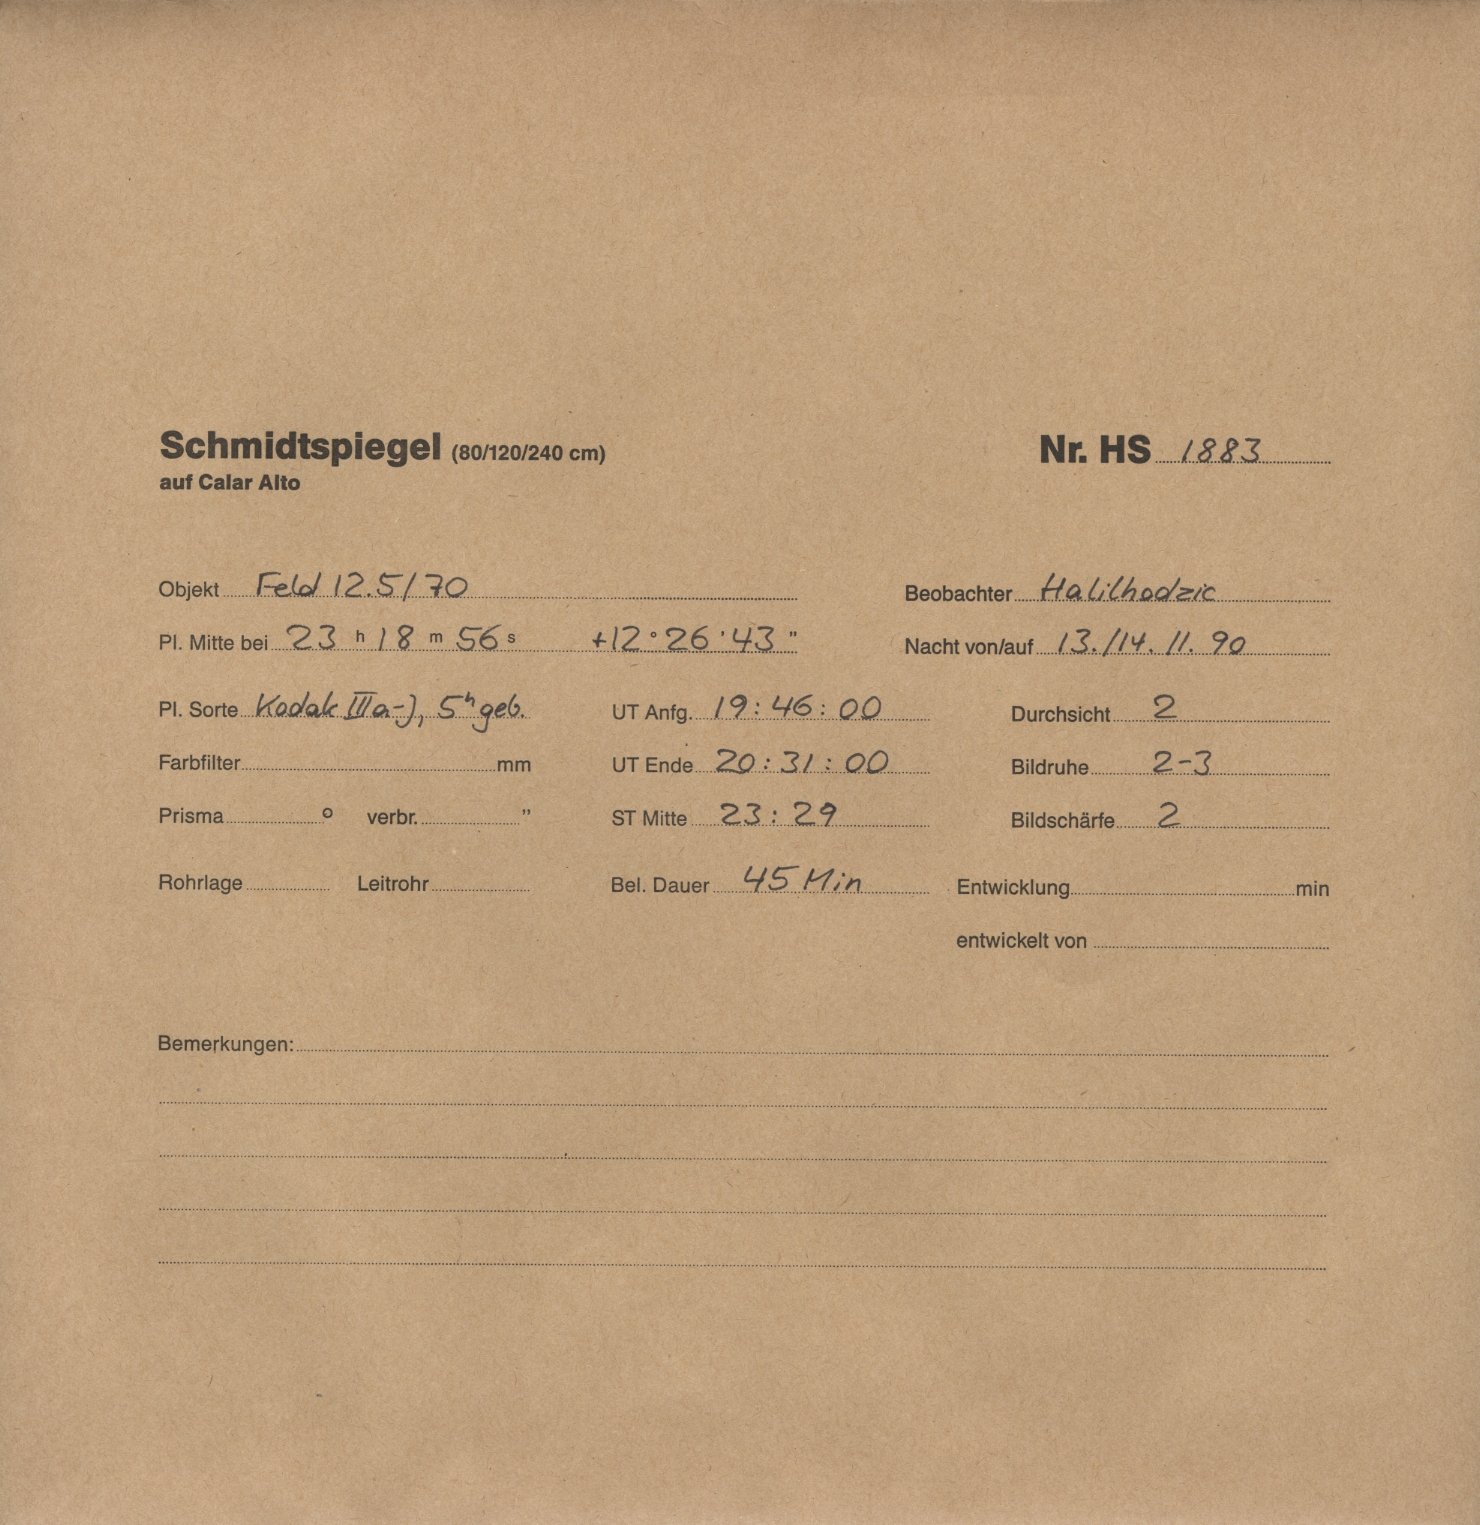 Schmidtspiegel (80/120/240 cm) Nr. HS 1883
auf Calar Alto
Objekt Feld 12.5/70 Beobachter Halilhodzic
Pl. Mitte bei 23 h 18 m 56 s +12 ° 26 ' 43 " Nacht von/auf 13./14. 11. 90
Pl. Sorte Kodak IIIa-J, 5h geb. UT Anfg. 19:46:00 Durchsicht 2
Farbfilter mm UT Ende 20:31:00 Bildruhe 2-3
Prisma ° verbr. " ST Mitte 23:29 Bildschärfe 2
Rohrlage Leitrohr Bel. Dauer 45 Min Entwicklung min
entwickelt von
Bemerkungen: